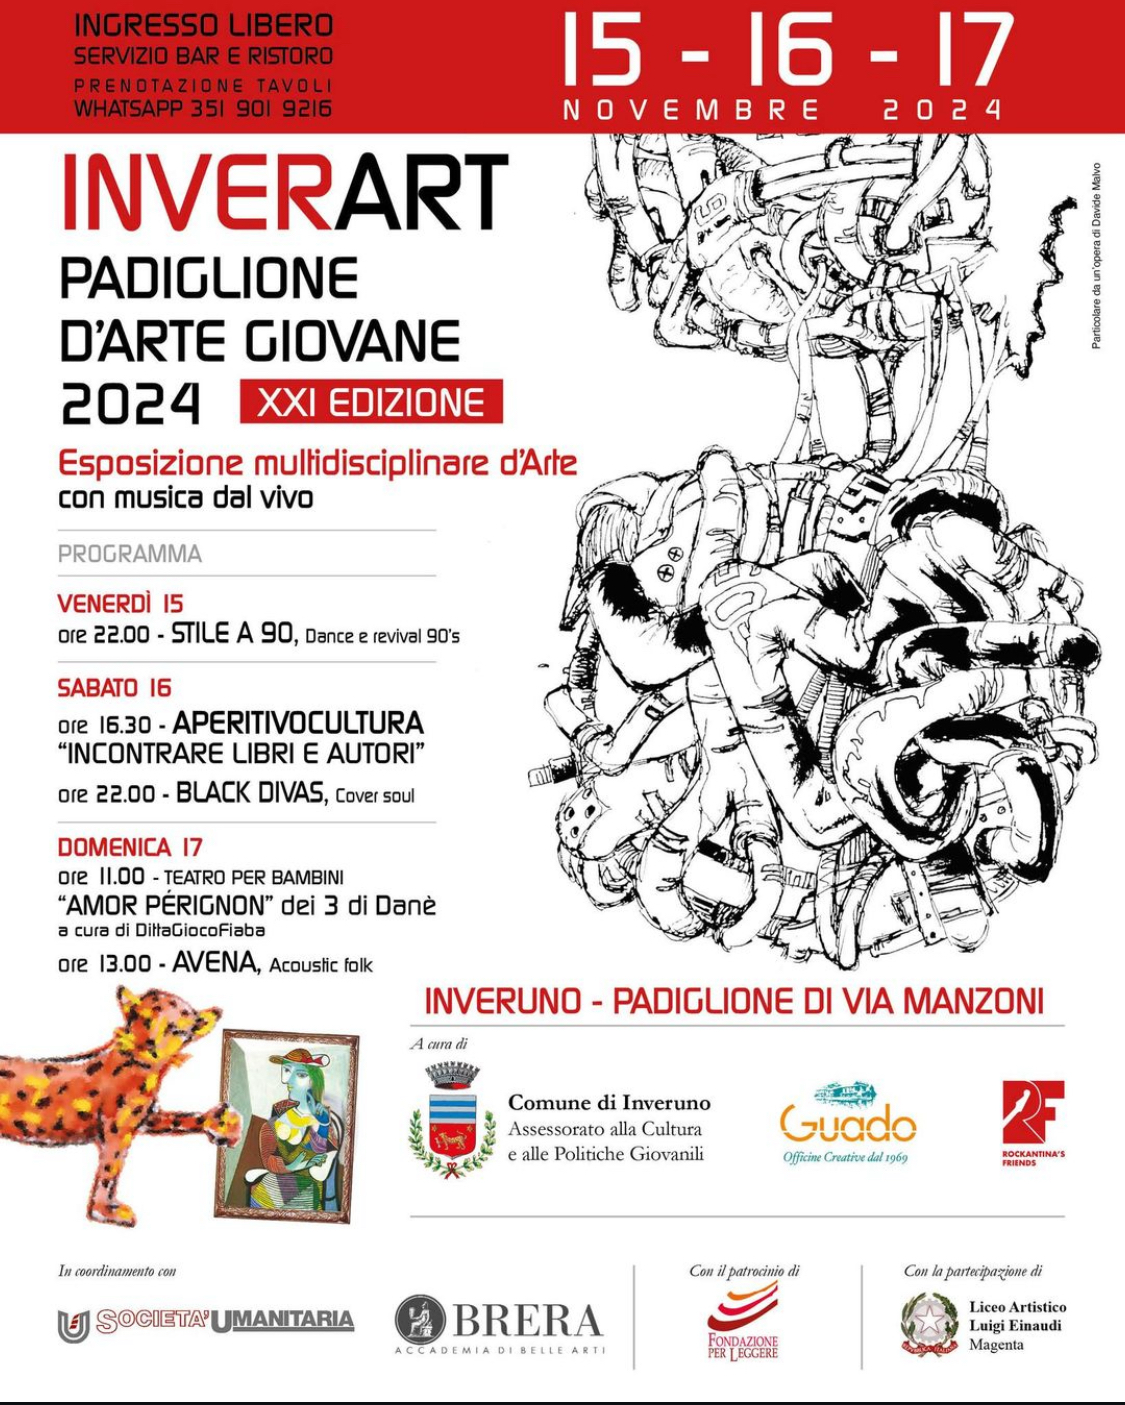 INGRESSO LIBERO
SERVIZIO BAR E RISTORO
PRENOTAZIONE TAVOLI
WHATSAPP 351 901 9216
15 - 16 - 17
NOVEMBRE 2024
INVERART
PADIGLIONE
D'ARTE GIOVANE
2024 XXI EDIZIONE
Esposizione multidisciplinare d'Arte
con musica dal vivo
Particolare da un'opera di Davide Malvo
PROGRAMMA
VENERDÌ 15
ore 22.00 - STILE A 90, Dance e revival 90's
SABATO 16
ore 16.30 - APERITIVOCULTURA
"INCONTRARE LIBRI E AUTORI"
ore 22.00 - BLACK DIVAS, Cover soul
DOMENICA 17
ore 11.00 - TEATRO PER BAMBINI
"AMOR PÉRIGNON" dei 3 di Danè
a cura di DittaGiocoFiaba
ore 13.00 - AVENA, Acoustic folk
INVERUNO - PADIGLIONE DI VIA MANZONI
A cura di
Comune di Inveruno
Assessorato alla Cultura
e alle Politiche Giovanili
Guado
Officine Creative dal 1969
RF
ROCKANTINA'S
FRIENDS
In coordinamento con
SOCIETA' UMANITARIA
BRERA
ACCADEMIA DI BELLE ARTI
Con il patrocinio di
FONDAZIONE
PER LEGGERE
Con la partecipazione di
Liceo Artistico
Luigi Einaudi
Magenta